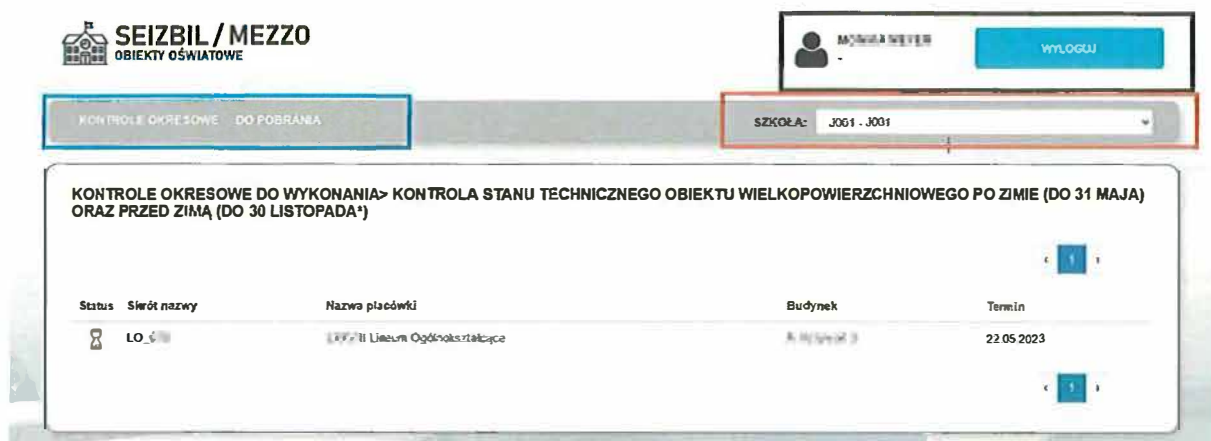 SEIZBIL / MEZZO
OBIEKTY OŚWIATOWE
WYLOGUJ
-
KONTROLE OKRESOWE DO POBRANIA
SZKOŁA: J001 - J001
KONTROLE OKRESOWE DO WYKONANIA> KONTROLA STANU TECHNICZNEGO OBIEKTU WIELKOPOWIERZCHNIOWEGO PO ZIMIE (DO 31 MAJA)
ORAZ PRZED ZIMĄ (DO 30 LISTOPADA*)
‹ 1 ›
Status Skrót nazwy Nazwa placówki Budynek Termin
LO_ Liceum Ogólnokształcące 22.05.2023
‹ 1 ›